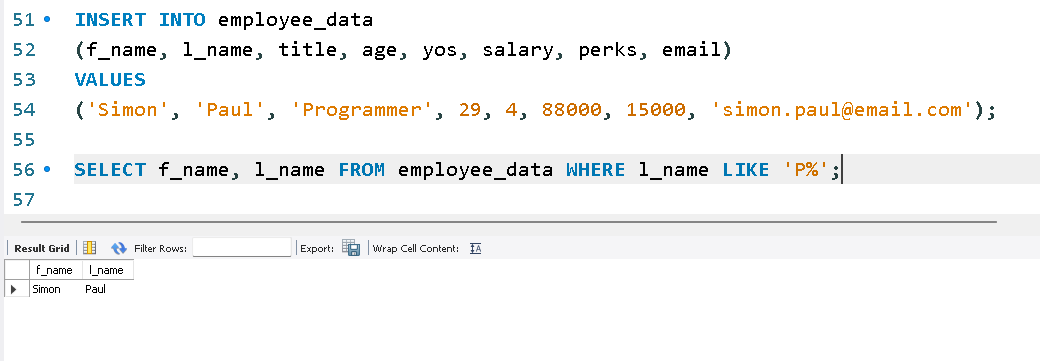 51 INSERT INTO employee_data
52 (f_name, l_name, title, age, yos, salary, perks, email)
53 VALUES
54 ('Simon', 'Paul', 'Programmer', 29, 4, 88000, 15000, 'simon.paul@email.com');
55
56 SELECT f_name, l_name FROM employee_data WHERE l_name LIKE 'P%';
57
Result Grid Filter Rows: Export: Wrap Cell Content:
f_name l_name
Simon Paul